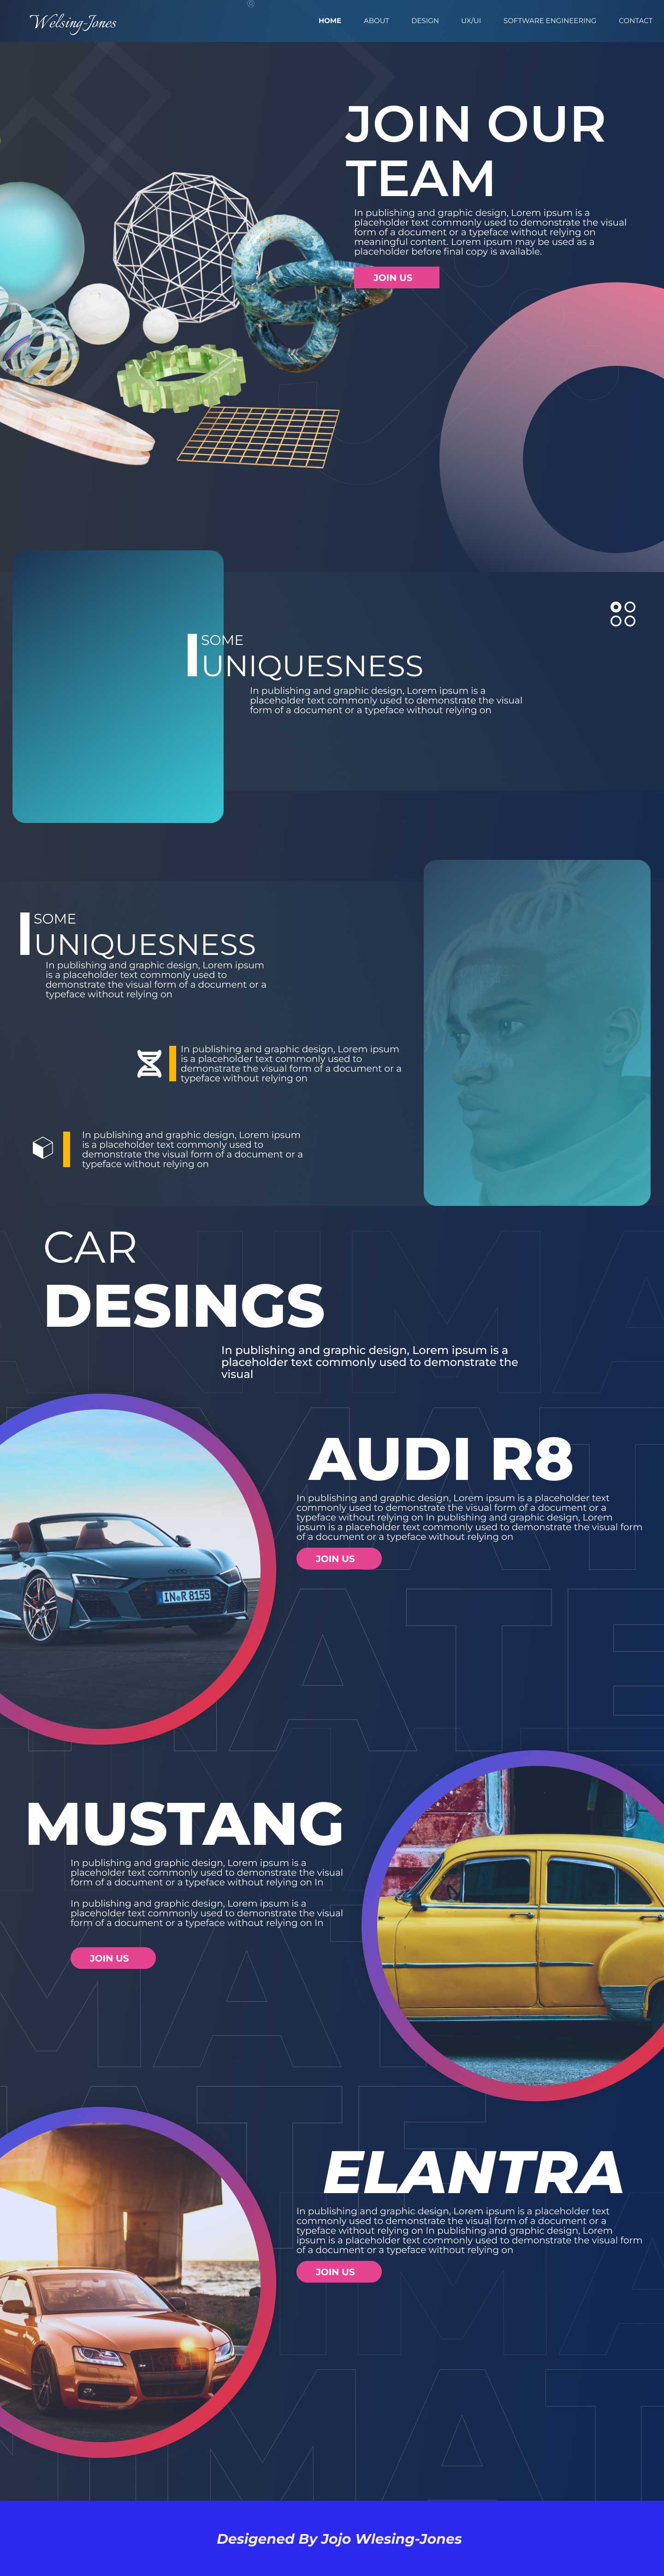 Welsing-Jones
HOME ABOUT DESIGN UX/UI SOFTWARE ENGINEERING CONTACT
JOIN OUR
TEAM
In publishing and graphic design, Lorem ipsum is a
placeholder text commonly used to demonstrate the visual
form of a document or a typeface without relying on
meaningful content. Lorem ipsum may be used as a
placeholder before final copy is available.
JOIN US
SOME
UNIQUESNESS
In publishing and graphic design, Lorem ipsum is a
placeholder text commonly used to demonstrate the visual
form of a document or a typeface without relying on
SOME
UNIQUESNESS
In publishing and graphic design, Lorem ipsum
is a placeholder text commonly used to
demonstrate the visual form of a document or a
typeface without relying on
In publishing and graphic design, Lorem ipsum
is a placeholder text commonly used to
demonstrate the visual form of a document or a
typeface without relying on
In publishing and graphic design, Lorem ipsum
is a placeholder text commonly used to
demonstrate the visual form of a document or a
typeface without relying on
CAR
DESINGS
In publishing and graphic design, Lorem ipsum is a
placeholder text commonly used to demonstrate the
visual
AUDI R8
In publishing and graphic design, Lorem ipsum is a placeholder text
commonly used to demonstrate the visual form of a document or a
typeface without relying on In publishing and graphic design, Lorem
ipsum is a placeholder text commonly used to demonstrate the visual form
of a document or a typeface without relying on
JOIN US
IN R 8155
MUSTANG
In publishing and graphic design, Lorem ipsum is a
placeholder text commonly used to demonstrate the visual
form of a document or a typeface without relying on In
In publishing and graphic design, Lorem ipsum is a
placeholder text commonly used to demonstrate the visual
form of a document or a typeface without relying on In
JOIN US
ELANTRA
In publishing and graphic design, Lorem ipsum is a placeholder text
commonly used to demonstrate the visual form of a document or a
typeface without relying on In publishing and graphic design, Lorem
ipsum is a placeholder text commonly used to demonstrate the visual form
of a document or a typeface without relying on
JOIN US
Desigened By Jojo Wlesing-Jones